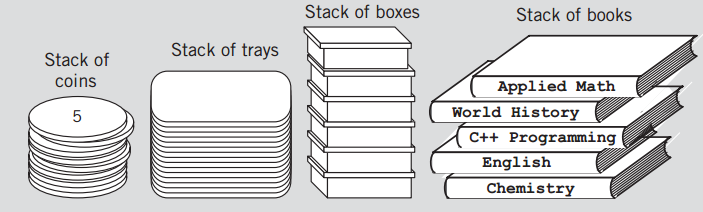 Stack of
coins
Stack of trays
Stack of boxes
Stack of books
5
Applied Math
World History
C++ Programming
English
Chemistry